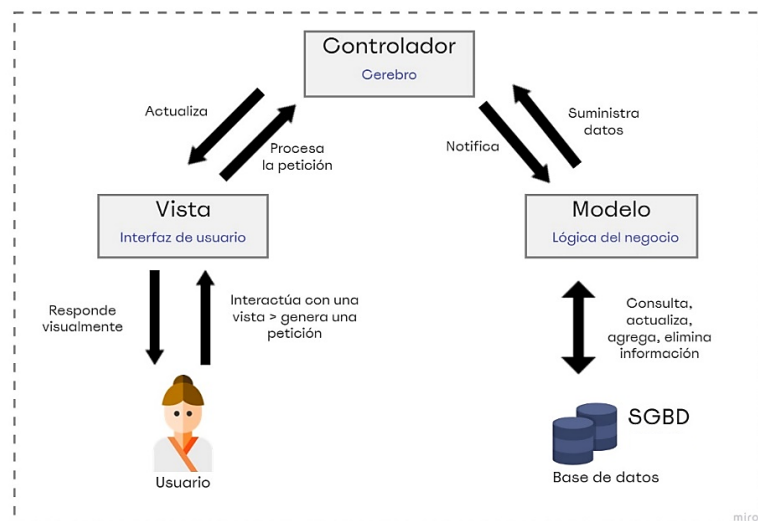 Controlador
Cerebro
Actualiza
Procesa
la petición
Notifica
Suministra
datos
Vista
Interfaz de usuario
Modelo
Lógica del negocio
Responde
visualmente
Interactúa con una
vista > genera una
petición
Consulta,
actualiza,
agrega, elimina
información
Usuario
SGBD
Base de datos
miro